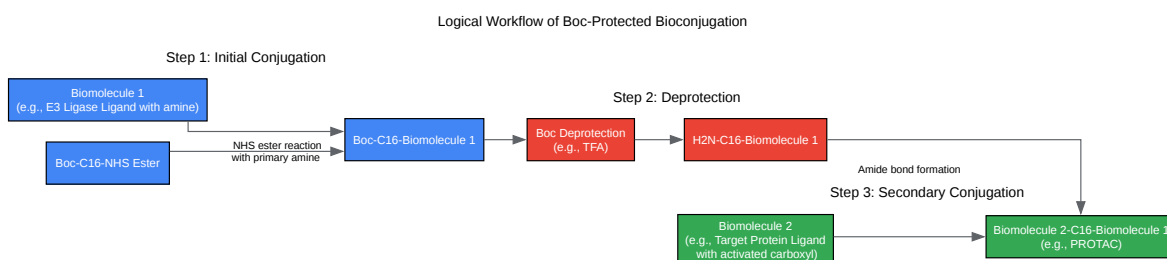 Logical Workflow of Boc-Protected Bioconjugation
Step 1: Initial Conjugation
Biomolecule 1
(e.g., E3 Ligase Ligand with amine)
Boc-C16-NHS Ester
NHS ester reaction
with primary amine
Boc-C16-Biomolecule 1
Step 2: Deprotection
Boc Deprotection
(e.g., TFA)
H2N-C16-Biomolecule 1
Amide bond formation
Step 3: Secondary Conjugation
Biomolecule 2
(e.g., Target Protein Ligand
with activated carboxyl)
Biomolecule 2-C16-Biomolecule 1
(e.g., PROTAC)